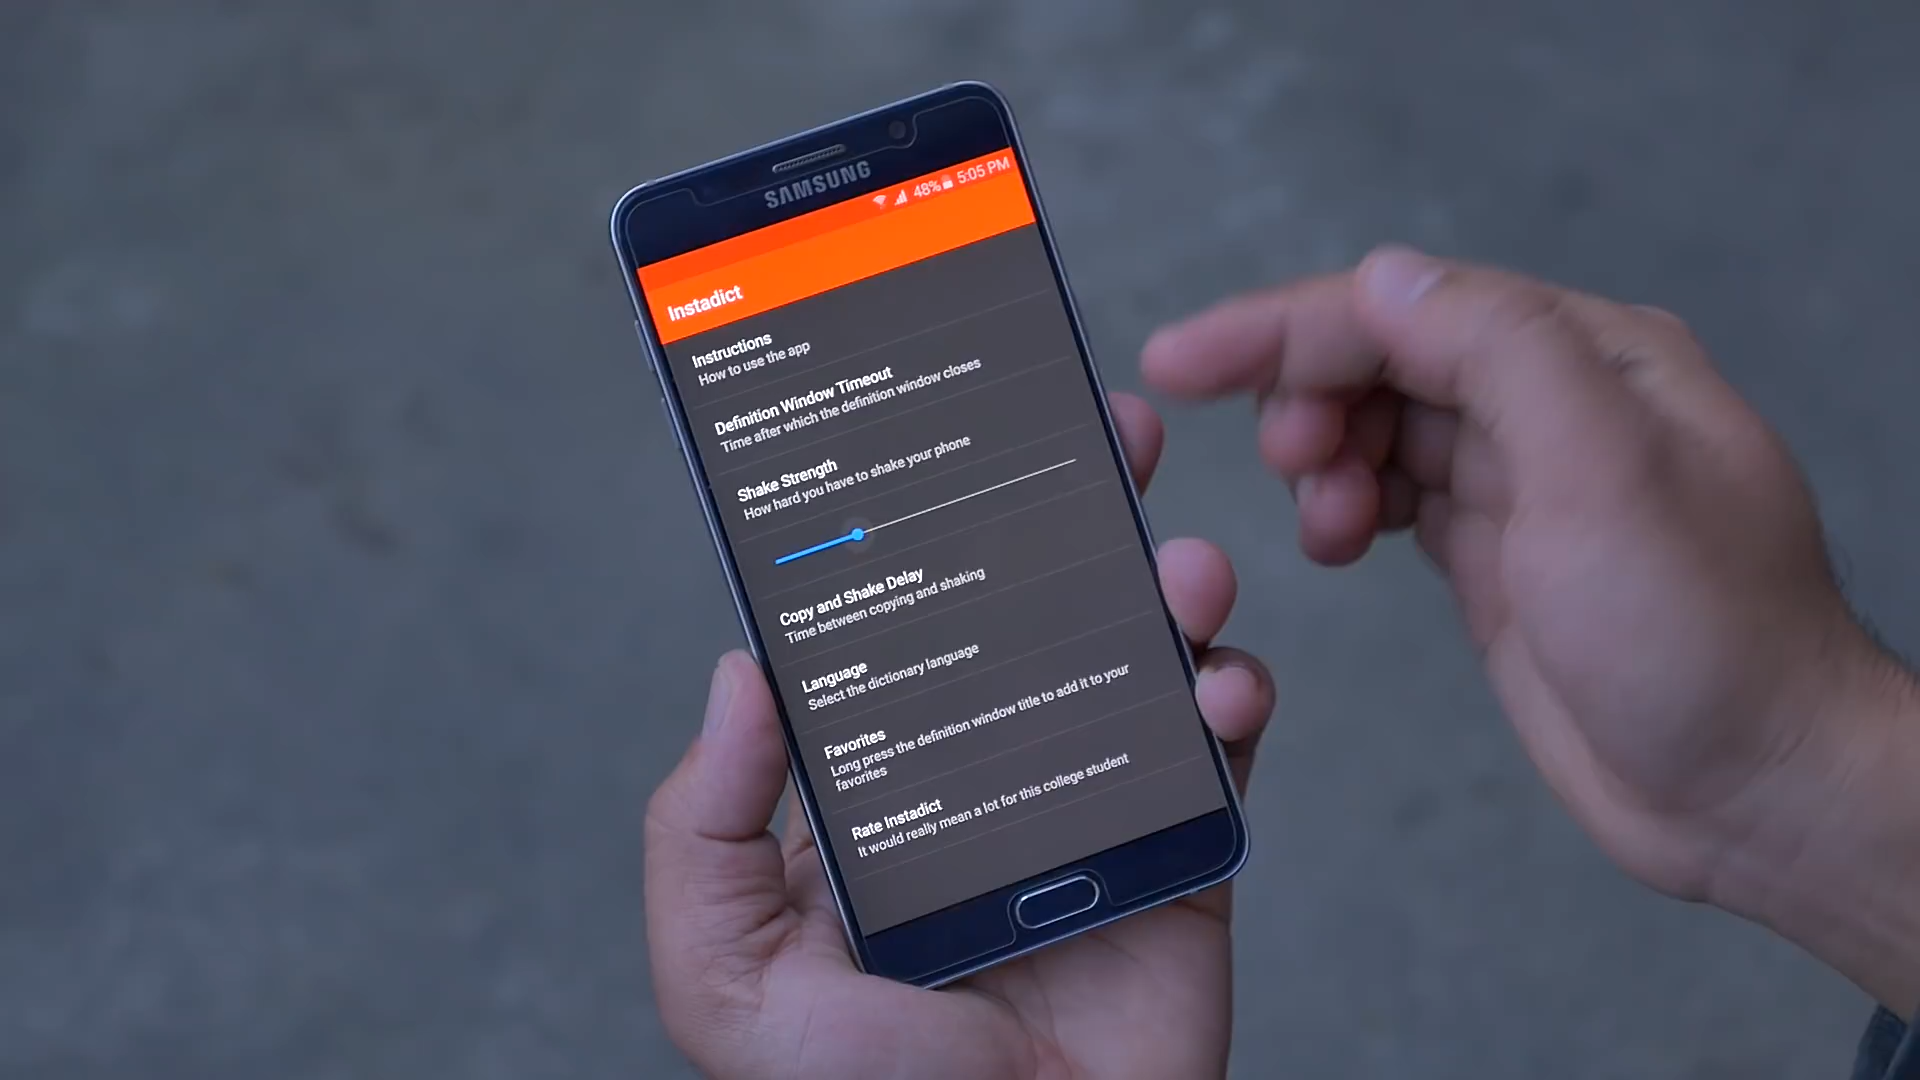 SAMSUNG
48% 5:05 PM
Instadict
Instructions
How to use the app
Definition Window Timeout
Time after which the definition window closes
Shake Strength
How hard you have to shake your phone
Copy and Shake Delay
Time between copying and shaking
Language
Select the dictionary language
Favorites
Long press the definition window title to add it to your
favorites
Rate Instadict
It would really mean a lot for this college student